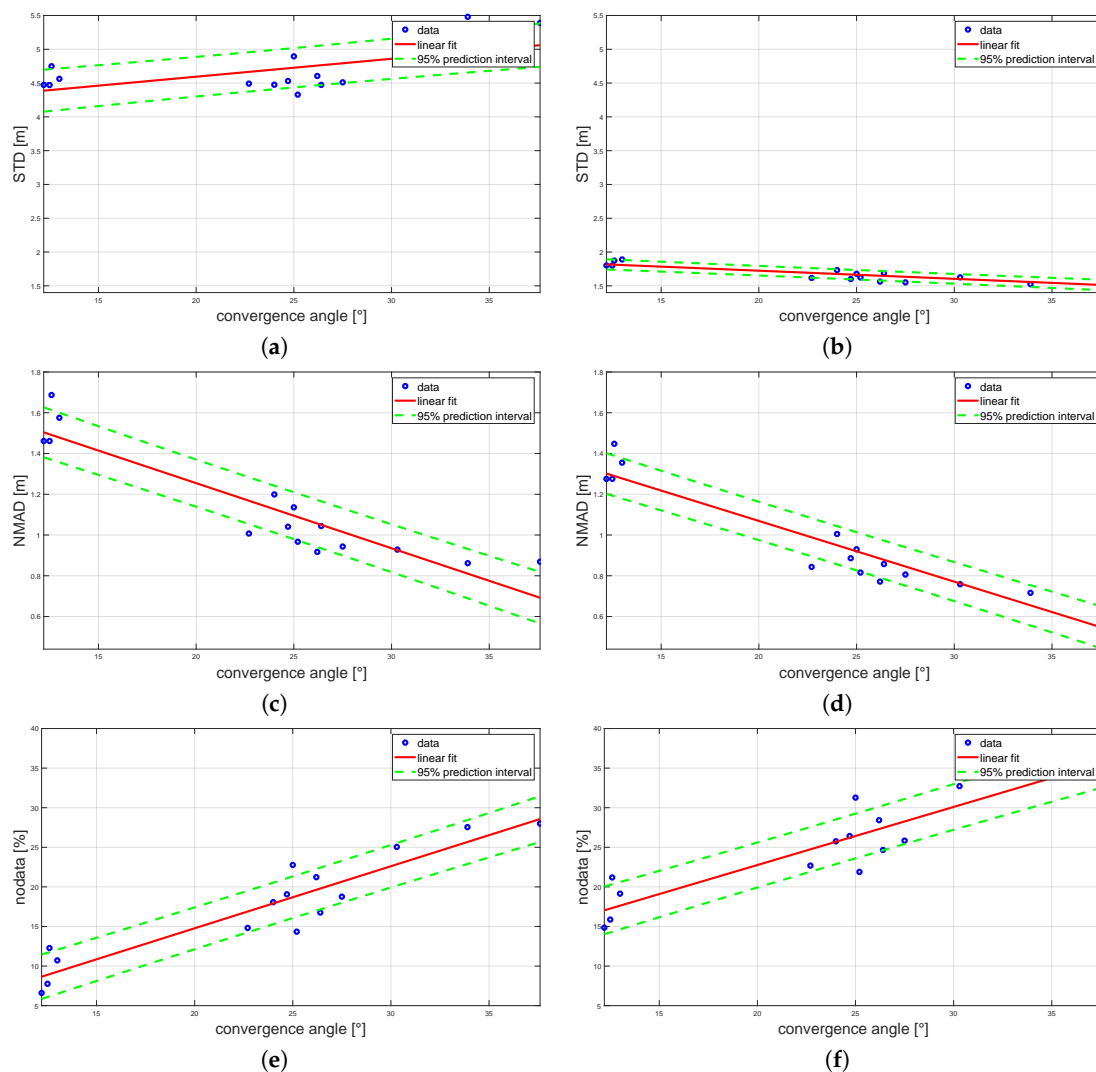 5.5
5
4.5
4
3.5
3
2.5
2
1.5
STD [m]
15 20 25 30 35
convergence angle [°]
data
linear fit
95% prediction interval
(a)
5.5
5
4.5
4
3.5
3
2.5
2
1.5
STD [m]
15 20 25 30 35
convergence angle [°]
data
linear fit
95% prediction interval
(b)
1.8
1.6
1.4
1.2
1
0.8
0.6
NMAD [m]
15 20 25 30 35
convergence angle [°]
data
linear fit
95% prediction interval
(c)
1.8
1.6
1.4
1.2
1
0.8
0.6
NMAD [m]
15 20 25 30 35
convergence angle [°]
data
linear fit
95% prediction interval
(d)
40
35
30
25
20
15
10
5
nodata [%]
15 20 25 30 35
convergence angle [°]
data
linear fit
95% prediction interval
(e)
40
35
30
25
20
15
10
5
nodata [%]
15 20 25 30 35
convergence angle [°]
data
linear fit
95% prediction interval
(f)